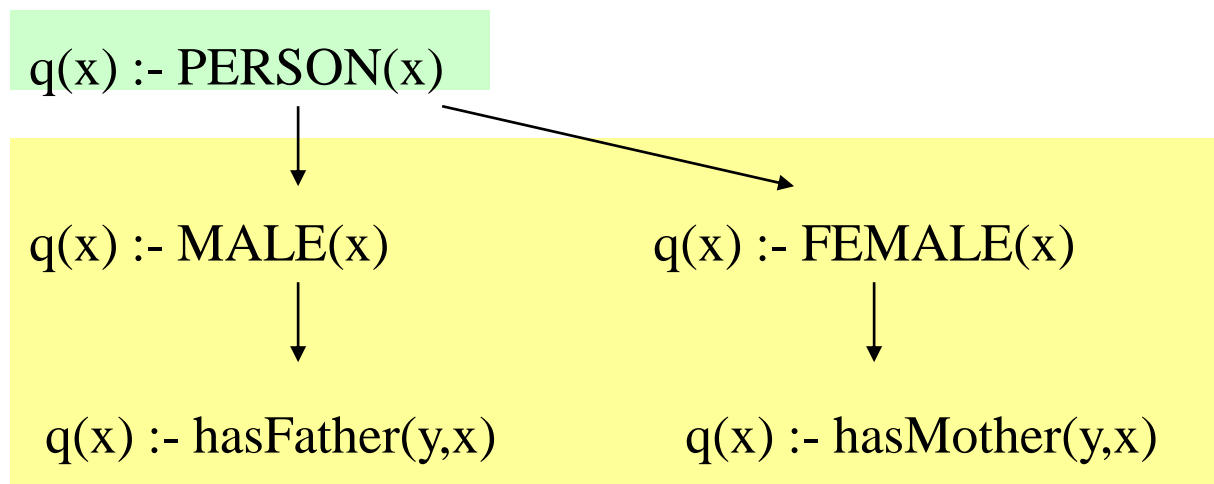 q(x) :- PERSON(x)
q(x) :- MALE(x) q(x) :- FEMALE(x)
q(x) :- hasFather(y,x) q(x) :- hasMother(y,x)